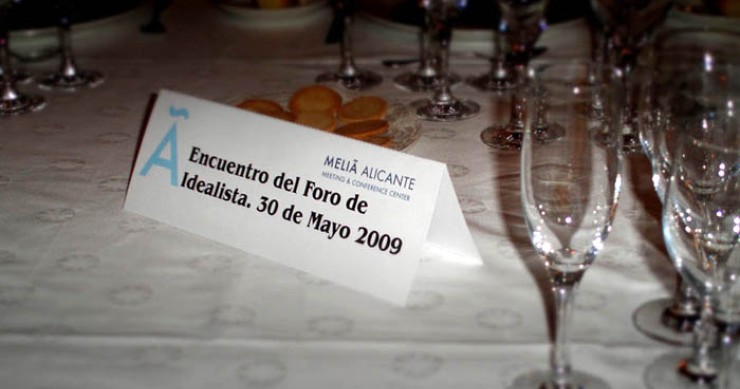 Ã
MELIÃ ALICANTE
MEETING & CONFERENCE CENTER
Encuentro del Foro de
Idealista. 30 de Mayo 2009